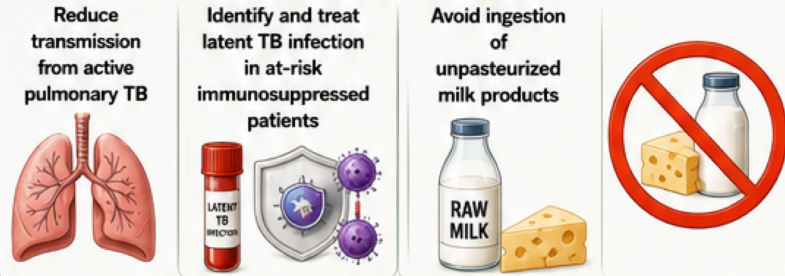 Reduce
transmission
from active
pulmonary TB
Identify and treat
latent TB infection
in at-risk
immunosuppressed
patients
LATENT
TB
Avoid ingestion
of
unpasteurized
milk products
RAW
MILK